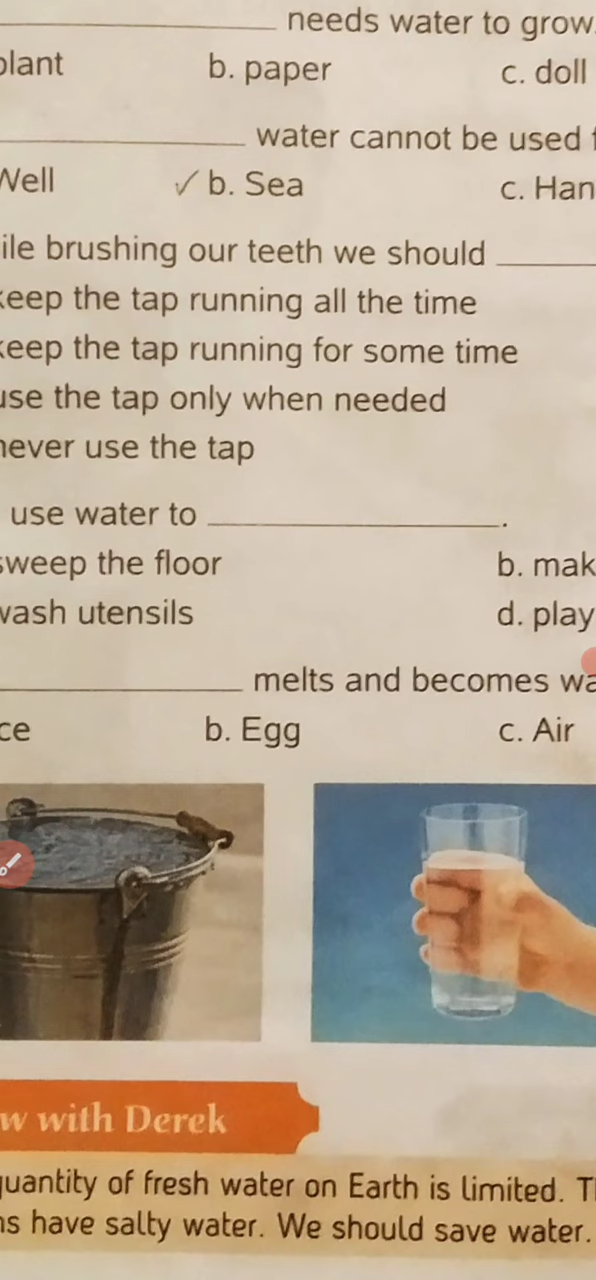 needs water to grow.
plant b. paper c. doll
water cannot be used
Well ✓ b. Sea c. Han
ile brushing our teeth we should
keep the tap running all the time
keep the tap running for some time
use the tap only when needed
never use the tap
use water to .
sweep the floor b. mak
wash utensils d. play
melts and becomes wa
ce b. Egg c. Air
w with Derek
quantity of fresh water on Earth is limited. T
ns have salty water. We should save water.